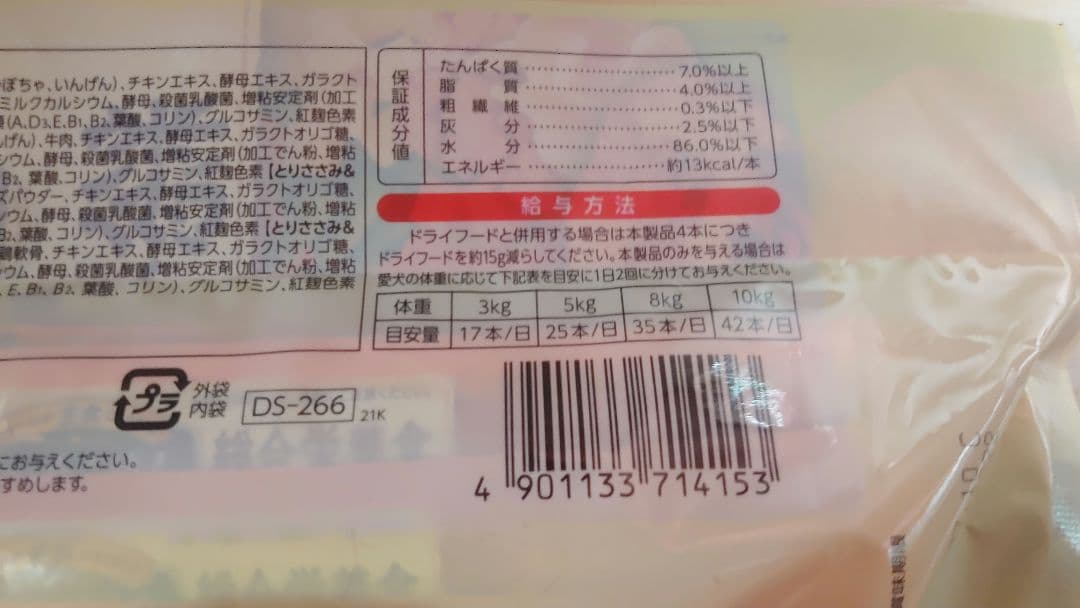 ぼちゃ、いんげん)、チキンエキス、酵母エキス、ガラクト
ミルクカルシウム、酵母、殺菌乳酸菌、増粘安定剤(加工
(A、D3、E、B1、B2、葉酸、コリン)、グルコサミン、紅麹色素
げん)、牛肉、チキンエキス、酵母エキス、ガラクトオリゴ糖、
シウム、酵母、殺菌乳酸菌、増粘安定剤(加工でん粉、増粘
B2、葉酸、コリン)、グルコサミン、紅麹色素【とりささみ&
ズパウダー、チキンエキス、酵母エキス、ガラクトオリゴ糖、
シウム、酵母、殺菌乳酸菌、増粘安定剤(加工でん粉、増粘
B2、葉酸、コリン)、グルコサミン、紅麹色素【とりささみ&
鶏軟骨、チキンエキス、酵母エキス、ガラクトオリゴ糖、
ウム、酵母、殺菌乳酸菌、増粘安定剤(加工でん粉、増粘
、E、B1、B2、葉酸、コリン)、グルコサミン、紅麹色素
保証成分値
たんぱく質 7.0%以上
脂質 4.0%以上
粗繊維 0.3%以下
灰分 2.5%以下
水分 86.0%以下
エネルギー 約13kcal/本
給与方法
ドライフードと併用する場合は本製品4本につき
ドライフードを約15g減らしてください。本製品のみを与える場合は
愛犬の体重に応じて下記表を目安に1日2回に分けてお与えください。
体重 3kg 5kg 8kg 10kg
目安量 17本/日 25本/日 35本/日 42本/日
プラ
外袋
内袋
DS-266
21K
にお与えください。
すめします。
4 901133 714153
賞味期限